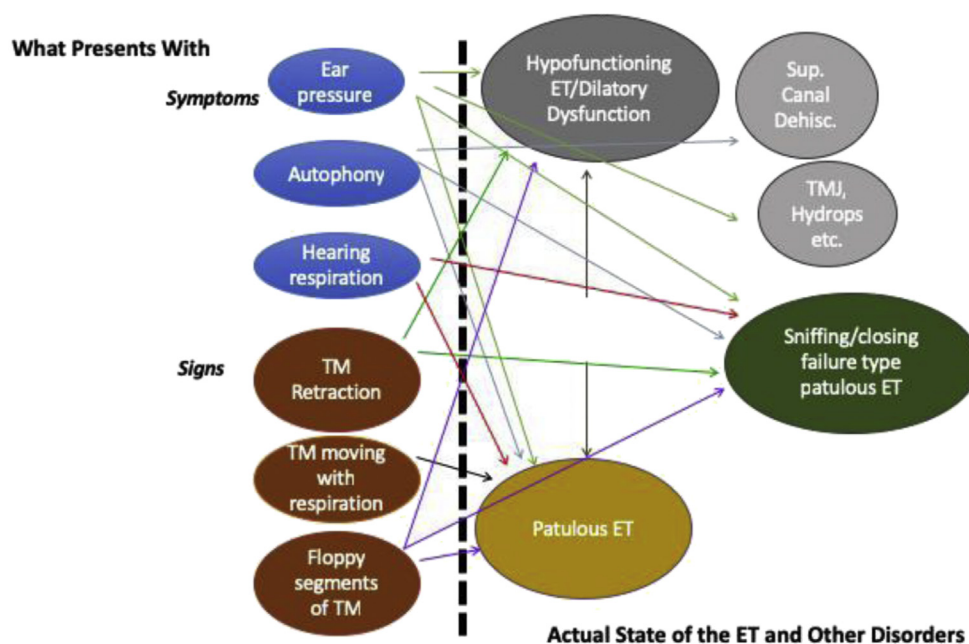 What Presents With
Symptoms
Ear
pressure
Autophony
Hearing
respiration
Signs
TM
Retraction
TM moving
with
respiration
Floppy
segments
of TM
Hypofunctioning
ET/Dilatory
Dysfunction
Sup.
Canal
Dehisc.
TMJ,
Hydrops
etc.
Sniffing/closing
failure type
patulous ET
Patulous ET
Actual State of the ET and Other Disorders